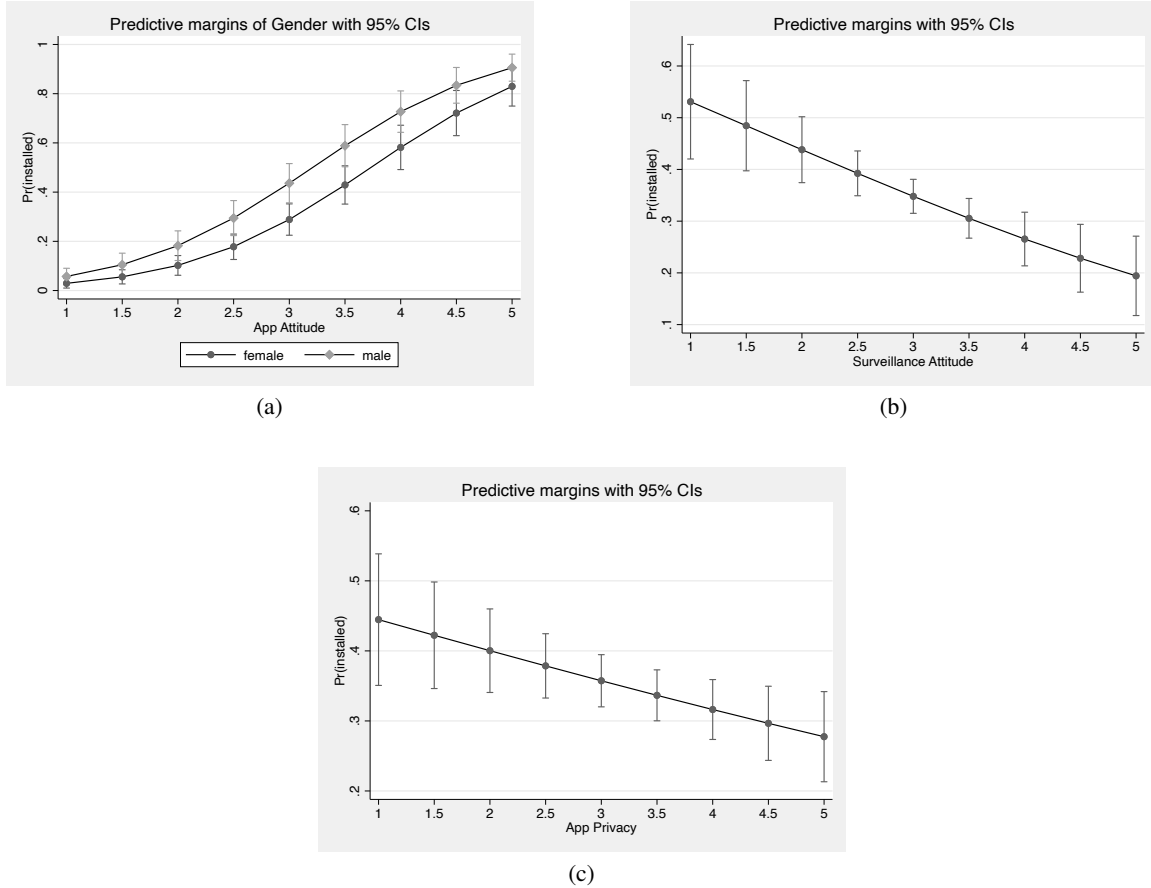 Predictive margins of Gender with 95% CIs
Pr(installed)
1
.8
.6
.4
.2
0
1 1.5 2 2.5 3 3.5 4 4.5 5
App Attitude
female male
(a)
Predictive margins with 95% CIs
Pr(installed)
.6
.5
.4
.3
.2
.1
1 1.5 2 2.5 3 3.5 4 4.5 5
Surveillance Attitude
(b)
Predictive margins with 95% CIs
Pr(installed)
.6
.5
.4
.3
.2
1 1.5 2 2.5 3 3.5 4 4.5 5
App Privacy
(c)